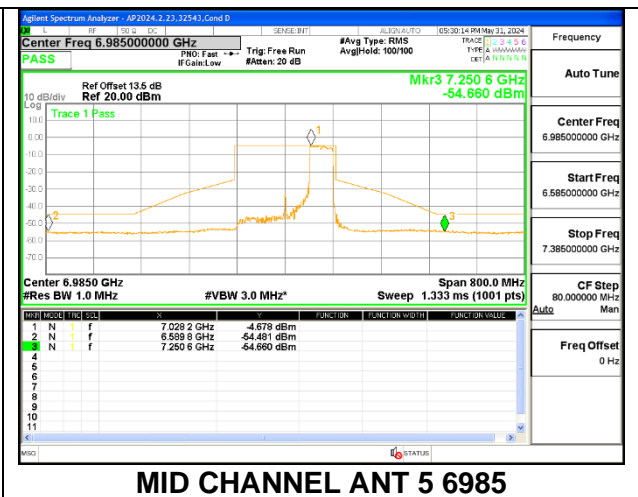 Agilent Spectrum Analyzer - AP2024.2.23,32543,Cond D
L RF 50 Ω DC SENSE:INT ALIGNAUTO 05:30:14 PM May 31, 2024
Center Freq 6.985000000 GHz
PNO: Fast
IFGain:Low
Trig: Free Run
#Atten: 20 dB
#Avg Type: RMS
Avg|Hold: 100/100
TRACE 1 2 3 4 5 6
TYPE A
DET A N N N N N
PASS
Frequency
Auto Tune
Center Freq
6.985000000 GHz
Start Freq
6.585000000 GHz
Stop Freq
7.385000000 GHz
CF Step
80.000000 MHz
Auto Man
Freq Offset
0 Hz
Mkr3 7.250 6 GHz
-54.660 dBm
Ref Offset 13.5 dB
10 dB/div Ref 20.00 dBm
Log
Trace 1 Pass
10.0
0.00
-10.0
-20.0
-30.0
-40.0
-50.0
-60.0
-70.0
1
2
3
Center 6.9850 GHz Span 800.0 MHz
#Res BW 1.0 MHz #VBW 3.0 MHz* Sweep 1.333 ms (1001 pts)
MKR MODE TRC SCL X Y FUNCTION FUNCTION WIDTH FUNCTION VALUE
1 N 1 f 7.028 2 GHz -4.678 dBm
2 N 1 f 6.589 8 GHz -54.481 dBm
3 N 1 f 7.250 6 GHz -54.660 dBm
4
5
6
7
8
9
10
11
MSG STATUS
MID CHANNEL ANT 5 6985